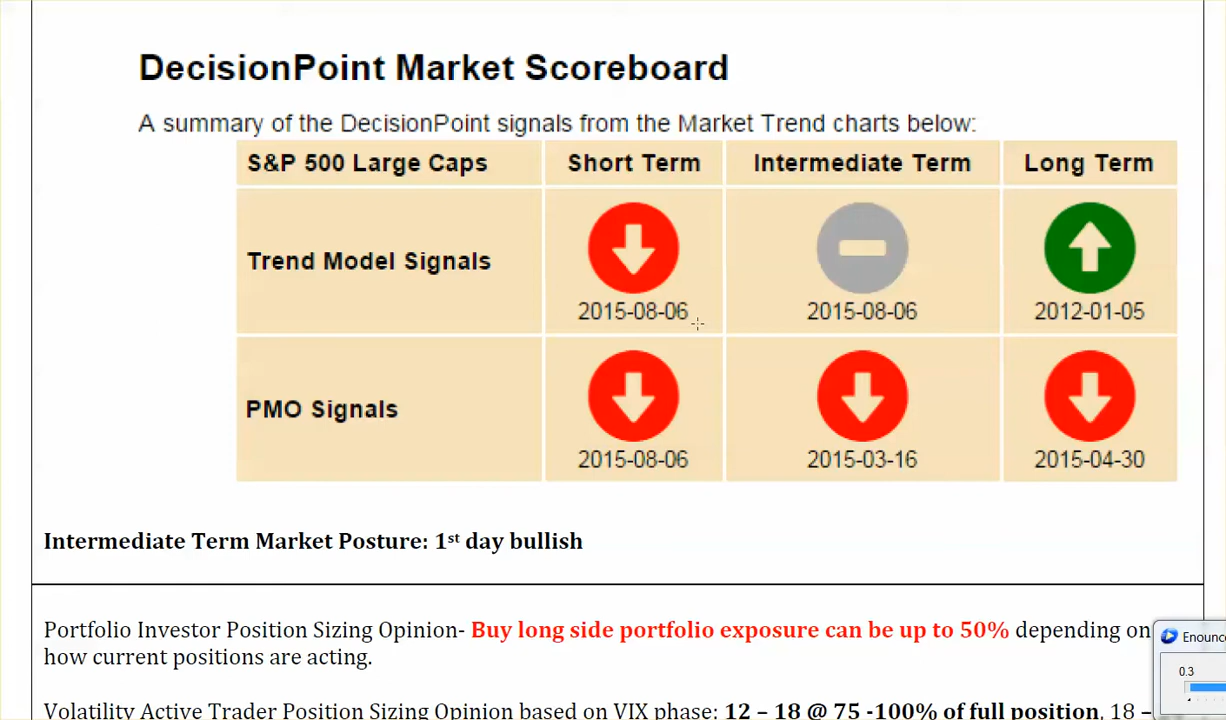 DecisionPoint Market Scoreboard
A summary of the DecisionPoint signals from the Market Trend charts below:
S&P 500 Large Caps Short Term Intermediate Term Long Term
Trend Model Signals
2015-08-06 2015-08-06 2012-01-05
PMO Signals
2015-08-06 2015-03-16 2015-04-30
Intermediate Term Market Posture: 1st day bullish
Portfolio Investor Position Sizing Opinion- Buy long side portfolio exposure can be up to 50% depending on
how current positions are acting.
Enounce
0.3
Volatility Active Trader Position Sizing Opinion based on VIX phase: 12 – 18 @ 75 -100% of full position, 18 –